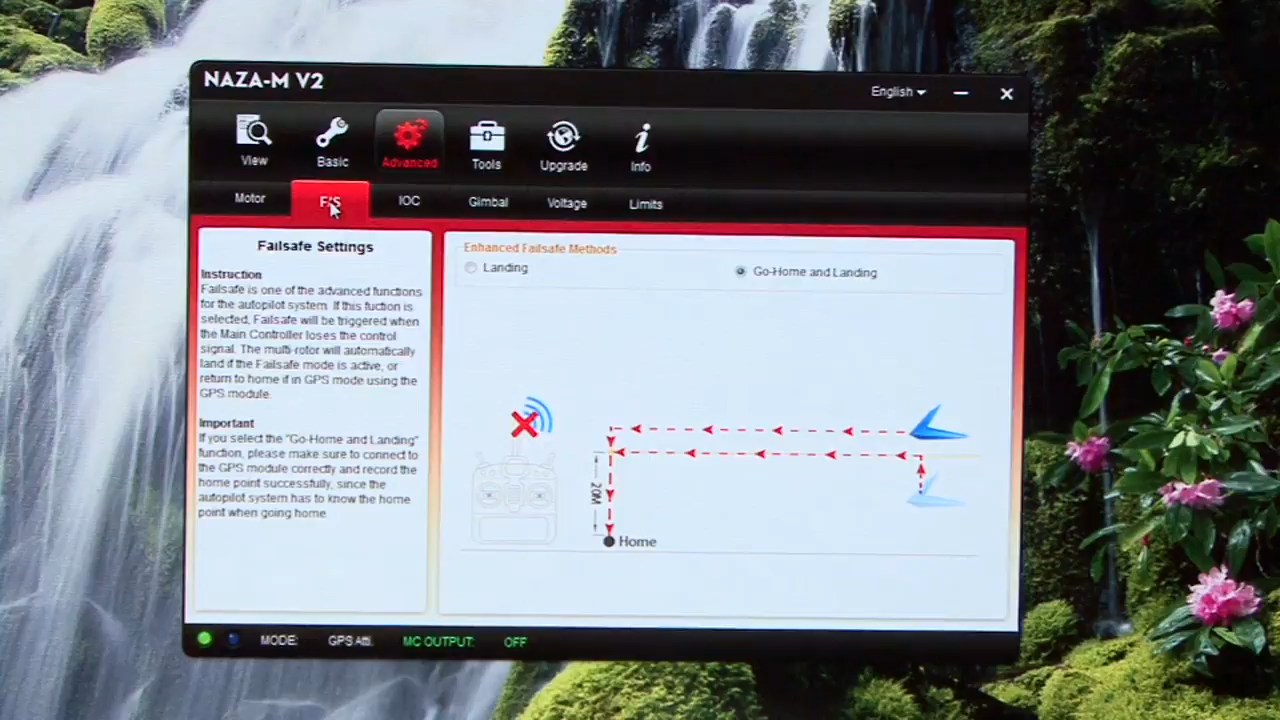 NAZA-M V2
English
View
Basic
Advanced
Tools
Upgrade
Info
Motor
F/S
IOC
Gimbal
Voltage
Limits
Failsafe Settings
Instruction
Failsafe is one of the advanced functions
for the autopilot system. If this fuction is
selected, Failsafe will be triggered when
the Main Controller loses the control
signal. The multi-rotor will automatically
land if the Failsafe mode is active, or
return to home if in GPS mode using the
GPS module.
Important
If you select the "Go-Home and Landing"
function, please make sure to connect to
the GPS module correctly and record the
home point successfully, since the
autopilot system has to know the home
point when going home.
Enhanced Failsafe Methods
Landing
Go-Home and Landing
20M
Home
MODE:
GPS Atti.
MC OUTPUT:
OFF